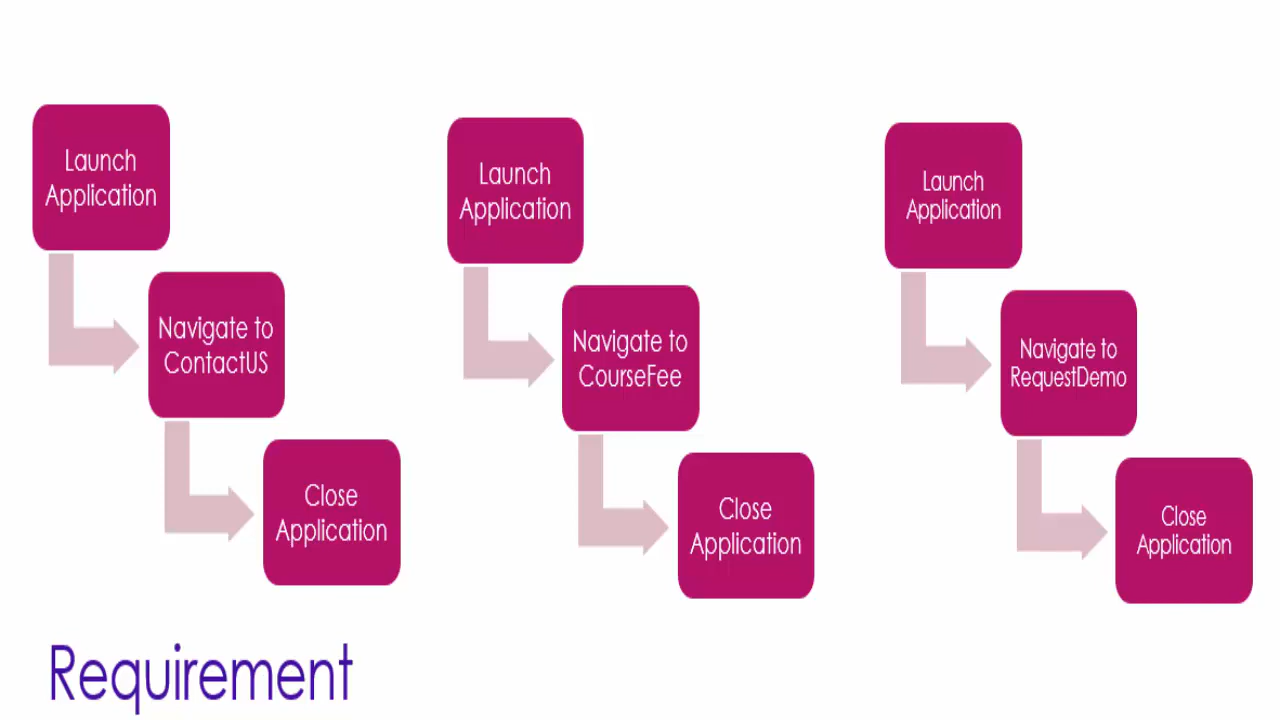 Launch
Application
Navigate to
ContactUS
Close
Application
Launch
Application
Navigate to
CourseFee
Close
Application
Launch
Application
Navigate to
RequestDemo
Close
Application
Requirement